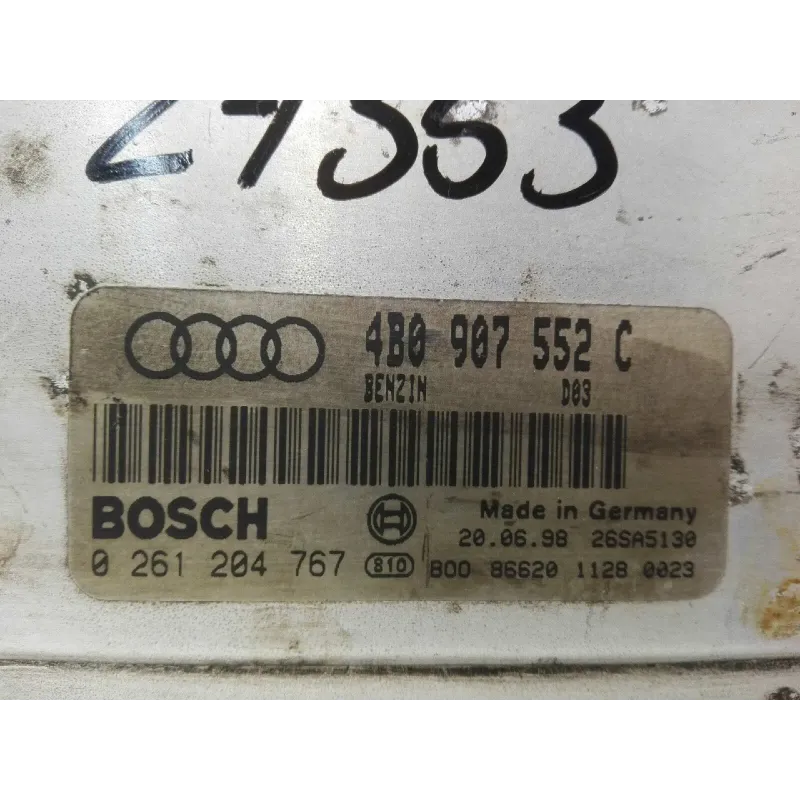 27553
4B0 907 552 C
BENZIN D03
BOSCH
Made in Germany
20.06.98 26SA5130
0 261 204 767 810 B00 86620 1128 0023